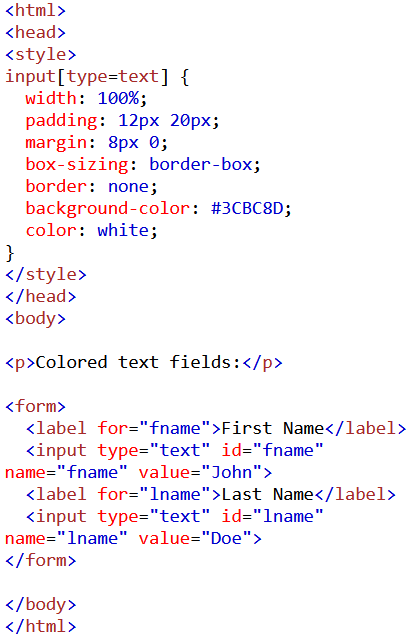 <html>
<head>
<style>
input[type=text] {
  width: 100%;
  padding: 12px 20px;
  margin: 8px 0;
  box-sizing: border-box;
  border: none;
  background-color: #3CBC8D;
  color: white;
}
</style>
</head>
<body>

<p>Colored text fields:</p>

<form>
  <label for="fname">First Name</label>
  <input type="text" id="fname"
name="fname" value="John">
  <label for="lname">Last Name</label>
  <input type="text" id="lname"
name="lname" value="Doe">
</form>

</body>
</html>